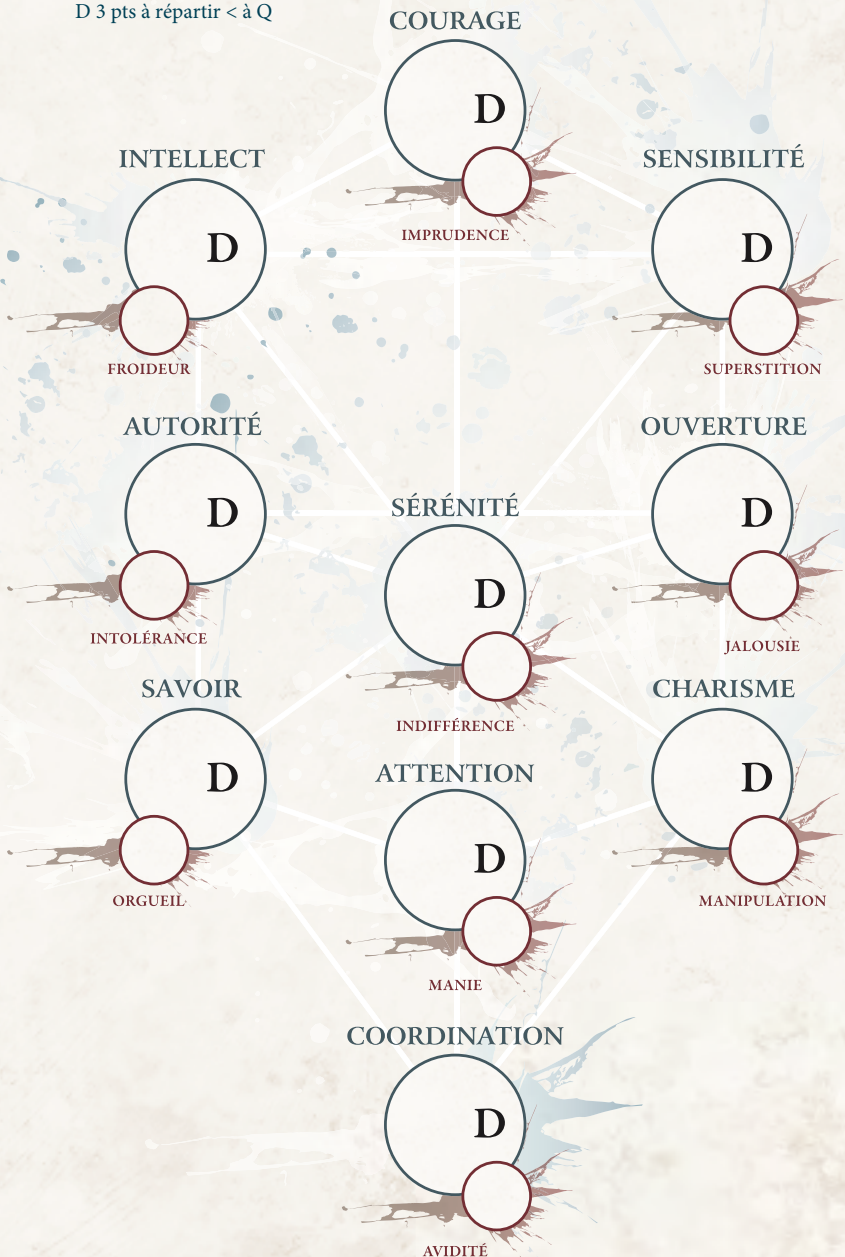 D 3 pts à répartir < à Q
COURAGE
D
IMPRUDENCE
INTELLECT
D
FROIDEUR
SENSIBILITÉ
D
SUPERSTITION
AUTORITÉ
D
INTOLÉRANCE
SÉRÉNITÉ
D
INDIFFÉRENCE
OUVERTURE
D
JALOUSIE
SAVOIR
D
ORGUEIL
ATTENTION
D
MANIE
CHARISME
D
MANIPULATION
COORDINATION
D
AVIDITÉ